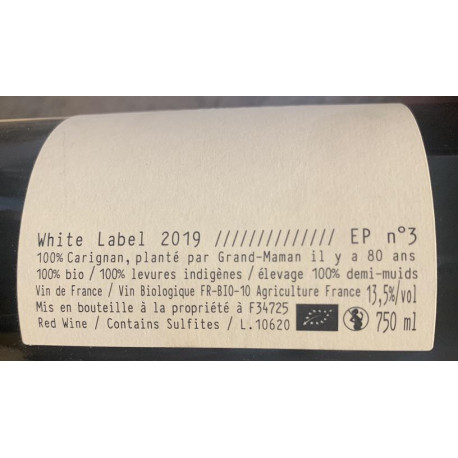 White Label 2019 ////////////// EP n°3
100% Carignan, planté par Grand-Maman il y a 80 ans
100% bio / 100% levures indigènes / élevage 100% demi-muids
Vin de France / Vin Biologique FR-BIO-10 Agriculture France 13,5%/vol
Mis en bouteille à la propriété à F34725
Red Wine / Contains Sulfites / L.10620 750 ml